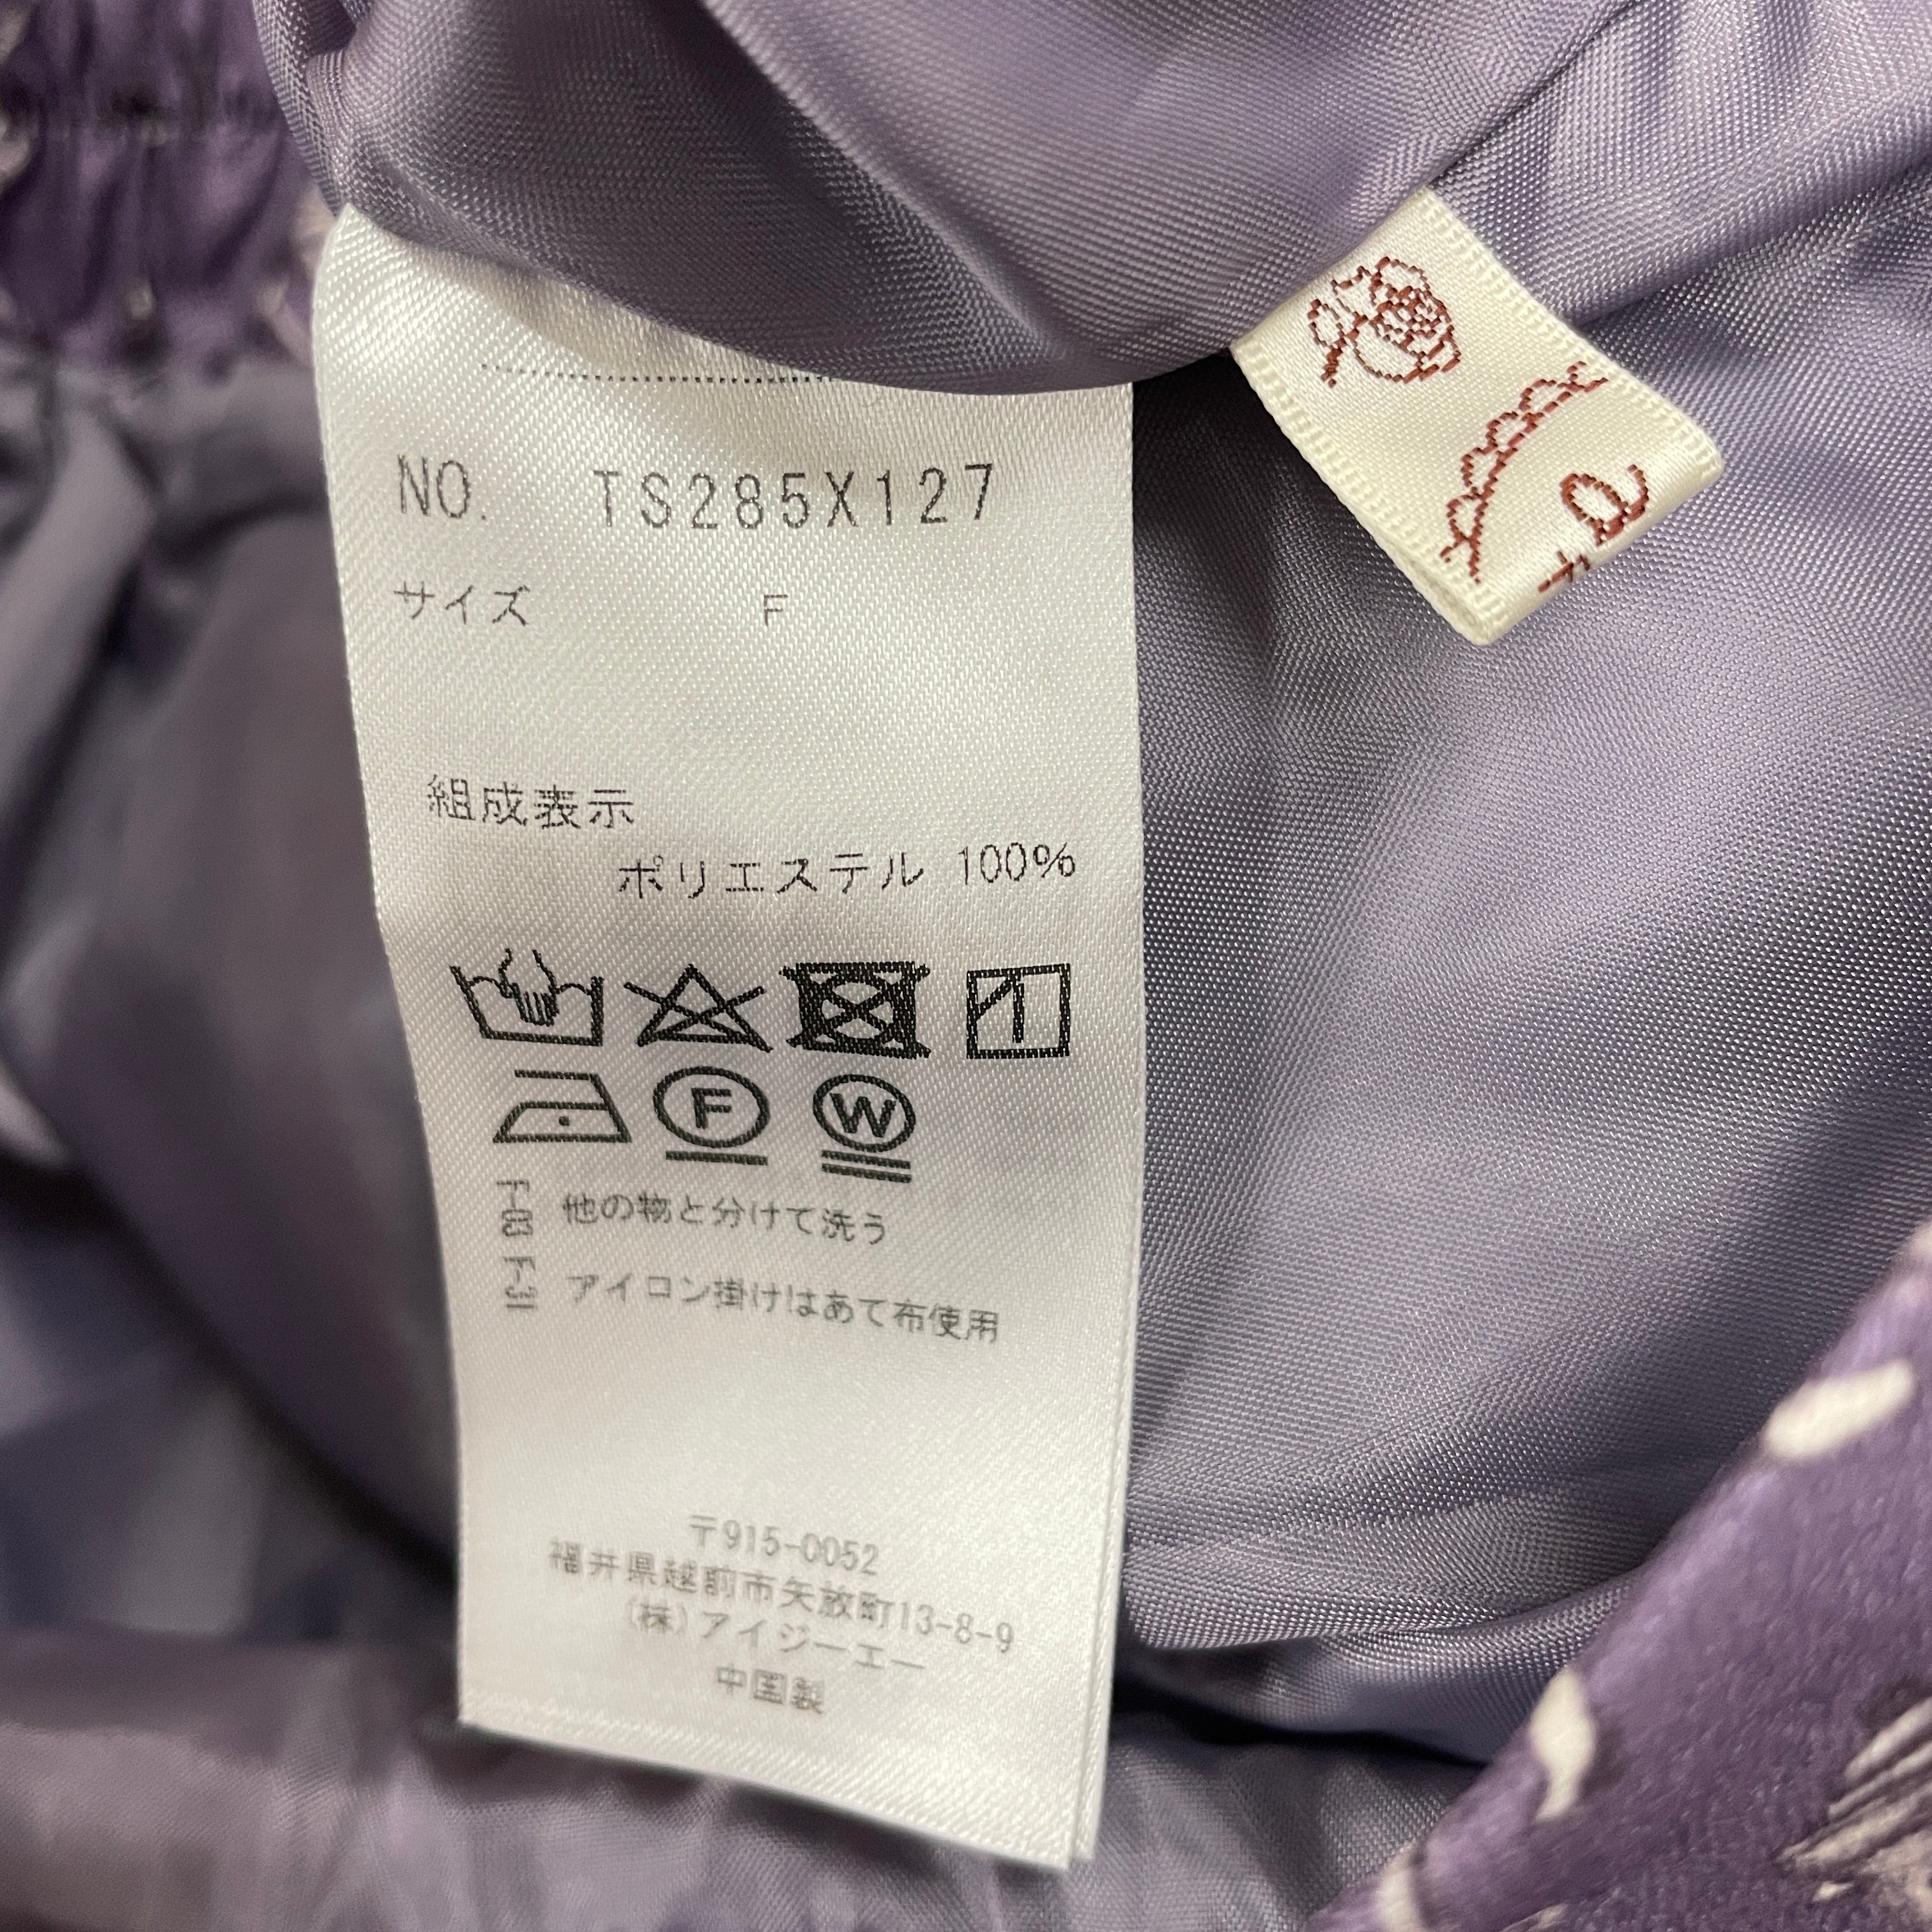 NO. TS285X127
サイズ F
組成表示
ポリエステル 100%
F
W
F-03 他の物と分けて洗う
F-31 アイロン掛けはあて布使用
〒915-0052
福井県越前市矢放町13-8-9
(株)アイジーエー
中国製